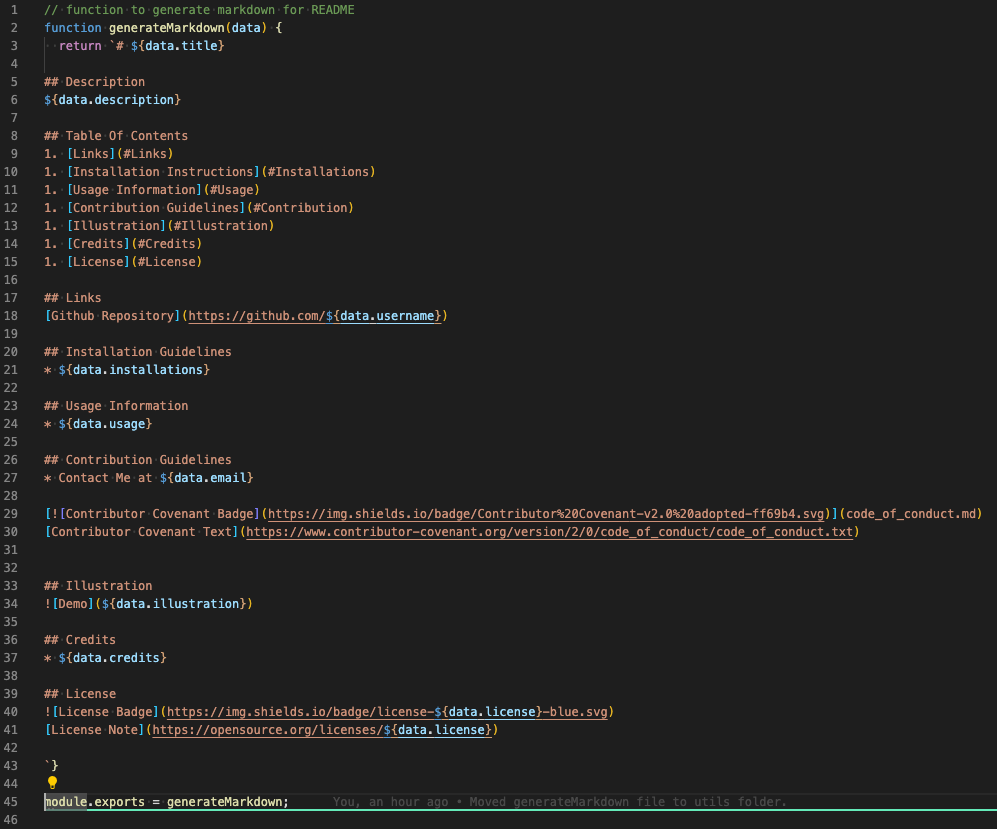 1 // function to generate markdown for README
2 function generateMarkdown(data) {
3   return `# ${data.title}
4
5 ## Description
6 ${data.description}
7
8 ## Table Of Contents
9 1. [Links](#Links)
10 1. [Installation Instructions](#Installations)
11 1. [Usage Information](#Usage)
12 1. [Contribution Guidelines](#Contribution)
13 1. [Illustration](#Illustration)
14 1. [Credits](#Credits)
15 1. [License](#License)
16
17 ## Links
18 [Github Repository](https://github.com/${data.username})
19
20 ## Installation Guidelines
21 * ${data.installations}
22
23 ## Usage Information
24 * ${data.usage}
25
26 ## Contribution Guidelines
27 * Contact Me at ${data.email}
28
29 [![Contributor Covenant Badge](https://img.shields.io/badge/Contributor%20Covenant-v2.0%20adopted-ff69b4.svg)](code_of_conduct.md)
30 [Contributor Covenant Text](https://www.contributor-covenant.org/version/2/0/code_of_conduct/code_of_conduct.txt)
31
32
33 ## Illustration
34 ![Demo](${data.illustration})
35
36 ## Credits
37 * ${data.credits}
38
39 ## License
40 ![License Badge](https://img.shields.io/badge/license-${data.license}-blue.svg)
41 [License Note](https://opensource.org/licenses/${data.license})
42
43 `}
44
45 module.exports = generateMarkdown; You, an hour ago • Moved generateMarkdown file to utils folder.
46